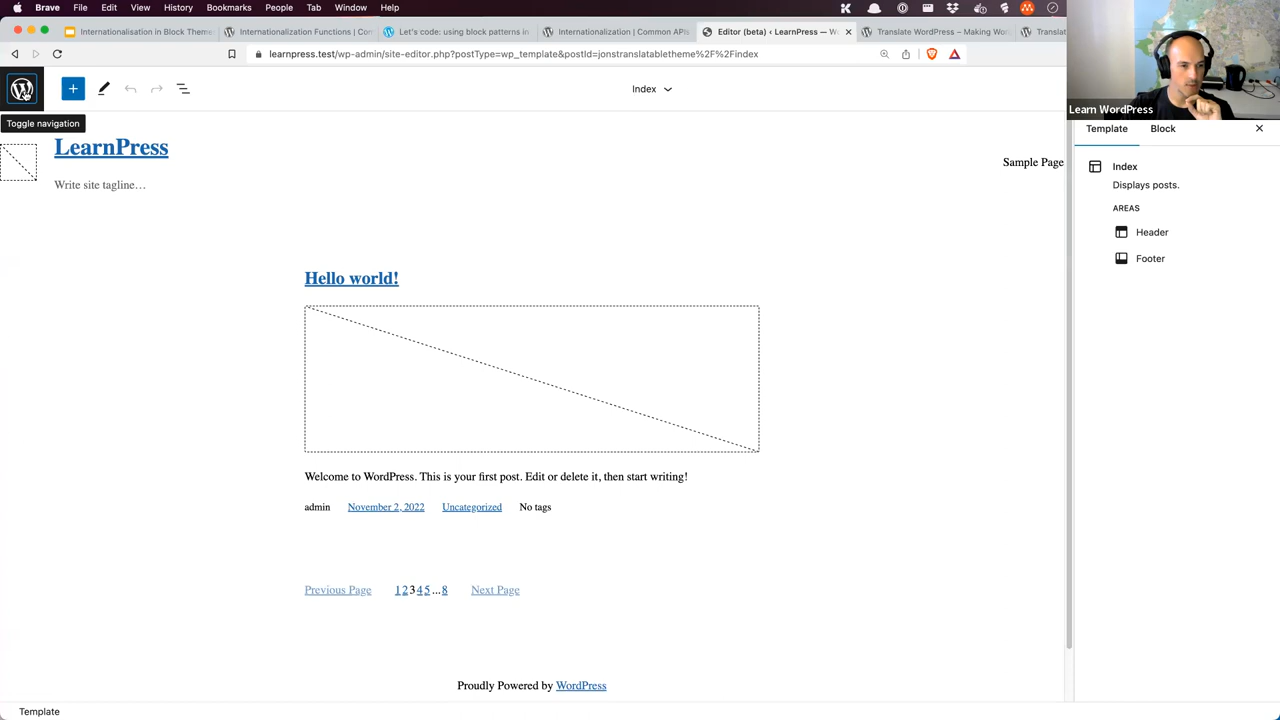 Brave File Edit View History Bookmarks People Tab Window Help
Internationalisation in Block Theme
Internationalization Functions | Con
Let's code: using block patterns in
Internationalization | Common APIs
Editor (beta) ‹ LearnPress — W
Translate WordPress – Making Wor
Translat
learnpress.test/wp-admin/site-editor.php?postType=wp_template&postId=jonstranslatabletheme%2F%2Findex
Index
Learn WordPress
Toggle navigation
Template Block
LearnPress
Sample Page
Index
Write site tagline…
Displays posts.
AREAS
Header
Footer
Hello world!
Welcome to WordPress. This is your first post. Edit or delete it, then start writing!
admin November 2, 2022 Uncategorized No tags
Previous Page 1 2 3 4 5 … 8 Next Page
Proudly Powered by WordPress
Template